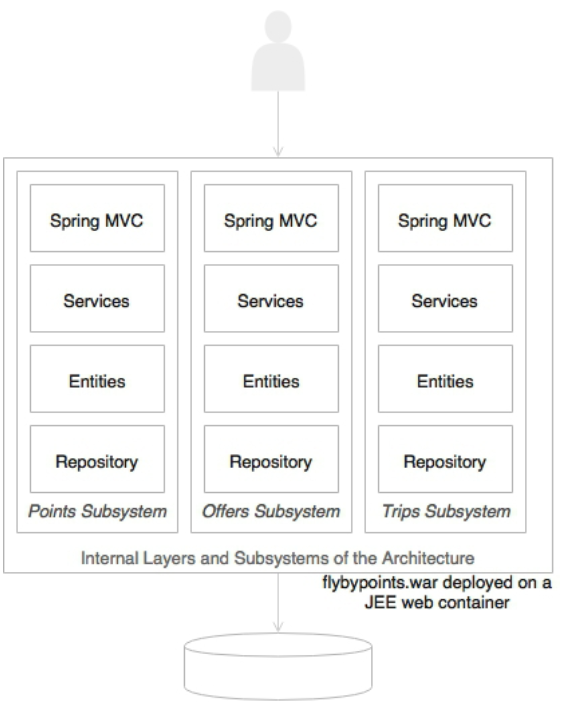 Spring MVC
Services
Entities
Repository
Points Subsystem
Spring MVC
Services
Entities
Repository
Offers Subsystem
Spring MVC
Services
Entities
Repository
Trips Subsystem
Internal Layers and Subsystems of the Architecture
flybypoints.war deployed on a
JEE web container